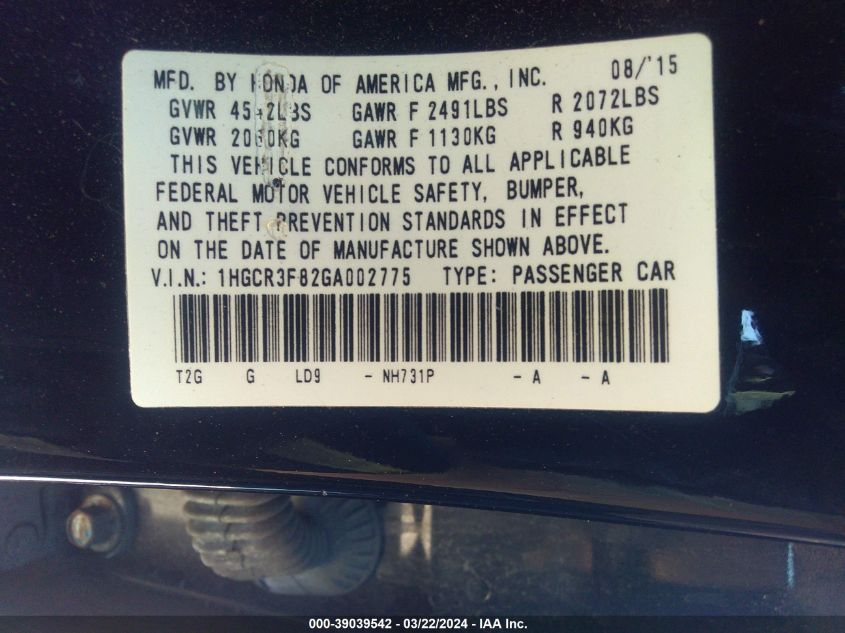 MFD. BY HONDA OF AMERICA MFG., INC. 08/'15
GVWR 4542LBS GAWR F 2491LBS R 2072LBS
GVWR 2060KG GAWR F 1130KG R 940KG
THIS VEHICLE CONFORMS TO ALL APPLICABLE
FEDERAL MOTOR VEHICLE SAFETY, BUMPER,
AND THEFT PREVENTION STANDARDS IN EFFECT
ON THE DATE OF MANUFACTURE SHOWN ABOVE.
V.I.N.: 1HGCR3F82GA002775 TYPE: PASSENGER CAR
T2G G LD9 - NH731P - A - A
000-39039542 / 03/22/2024 - IAA Inc.